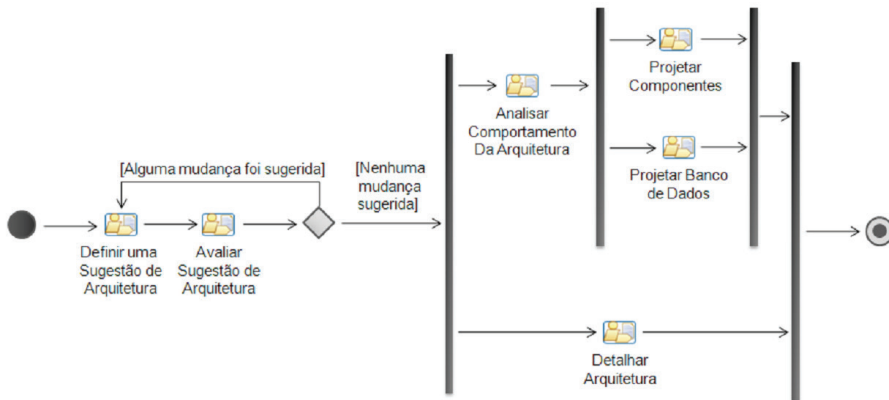 Projetar
Componentes
Analisar
Comportamento
Da Arquitetura
[Alguma mudança foi sugerida]
[Nenhuma
mudança
sugerida]
Projetar Banco
de Dados
Definir uma
Sugestão de
Arquitetura
Avaliar
Sugestão de
Arquitetura
Detalhar
Arquitetura